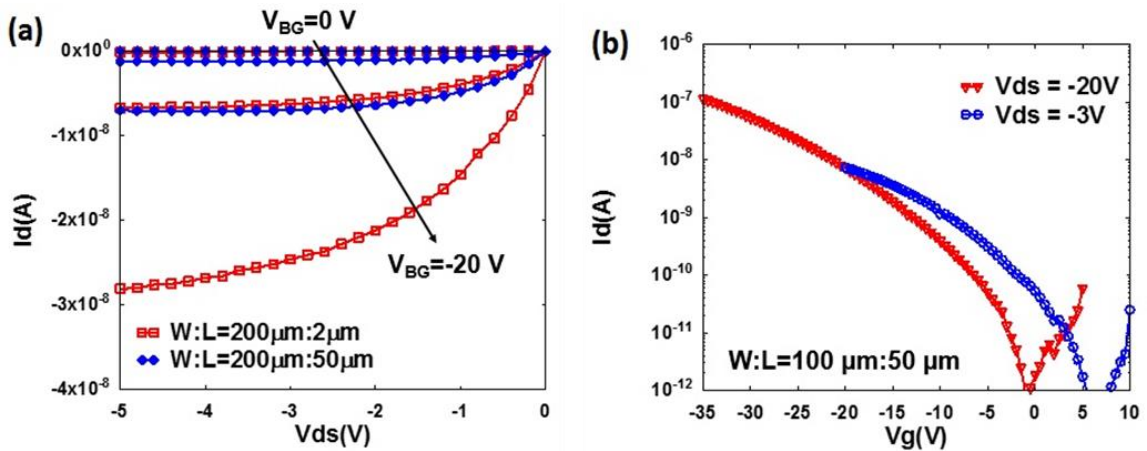 (a)
V_BG=0 V
0x10⁰
-1x10⁻⁸
-2x10⁻⁸
-3x10⁻⁸
-4x10⁻⁸
Id(A)
V_BG=-20 V
W:L=200μm:2μm
W:L=200μm:50μm
-5 -4 -3 -2 -1 0
Vds(V)
(b)
10⁻⁶
10⁻⁷
10⁻⁸
10⁻⁹
10⁻¹⁰
10⁻¹¹
10⁻¹²
Id(A)
Vds = -20V
Vds = -3V
W:L=100 μm:50 μm
-35 -30 -25 -20 -15 -10 -5 0 5 10
Vg(V)